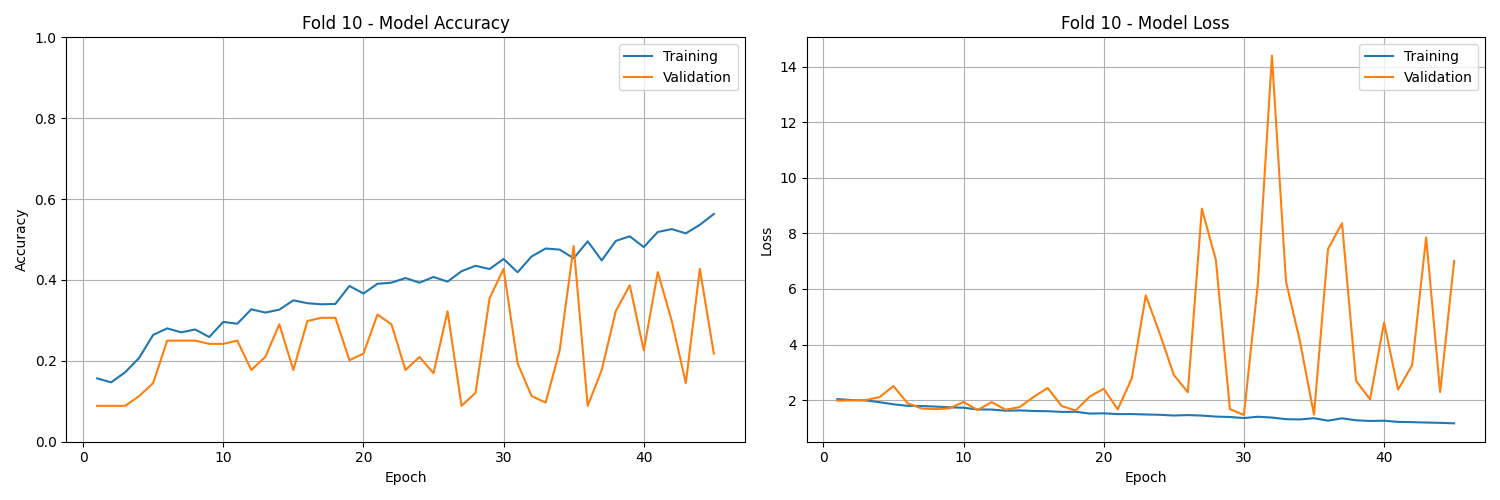 Fold 10 - Model Accuracy
Training
Validation
1.0
0.8
0.6
0.4
0.2
0.0
Accuracy
0 10 20 30 40
Epoch
Fold 10 - Model Loss
Training
Validation
14
12
10
8
6
4
2
Loss
0 10 20 30 40
Epoch